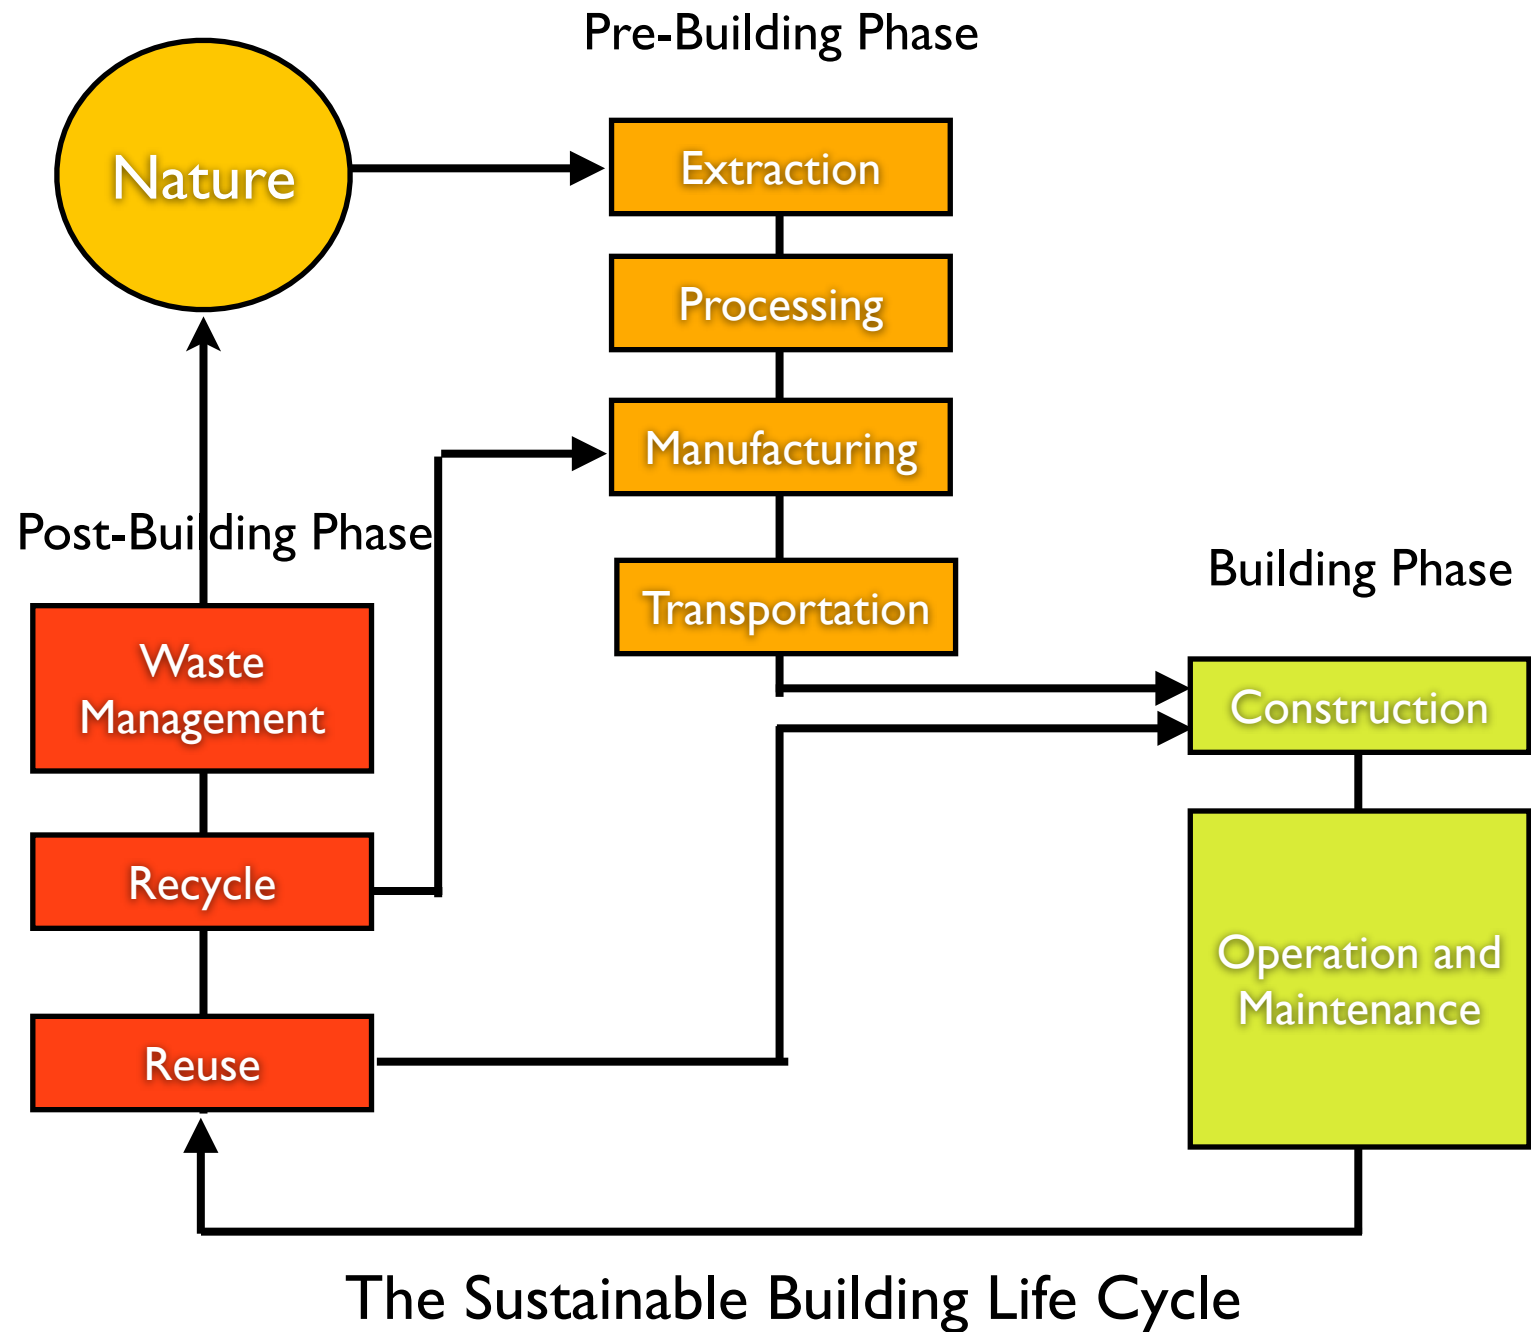 Pre-Building Phase
Nature
Extraction
Processing
Manufacturing
Transportation
Post-Building Phase
Waste
Management
Recycle
Reuse
Building Phase
Construction
Operation and
Maintenance
The Sustainable Building Life Cycle